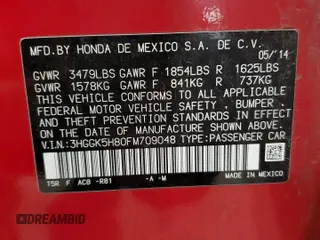 MFD.BY HONDA DE MEXICO S.A. DE C.V.
05/'14
GVWR 3479LBS GAWR F 1854LBS R 1625LBS
GVWR 1578KG GAWR F 841KG R 737KG
THIS VEHICLE CONFORMS TO ALL APPLICABLE
FEDERAL MOTOR VEHICLE SAFETY , BUMPER , AND
THEFT PREVENTION STANDARDS IN EFFECT ON THE
DATE OF MANUFACTURE SHOWN ABOVE.
V.I.N.:3HGGK5H80FM709048 TYPE:PASSENGER CAR
MADE IN MEXICO
T5R F ACB -RB1 -A -M
DREAMBID